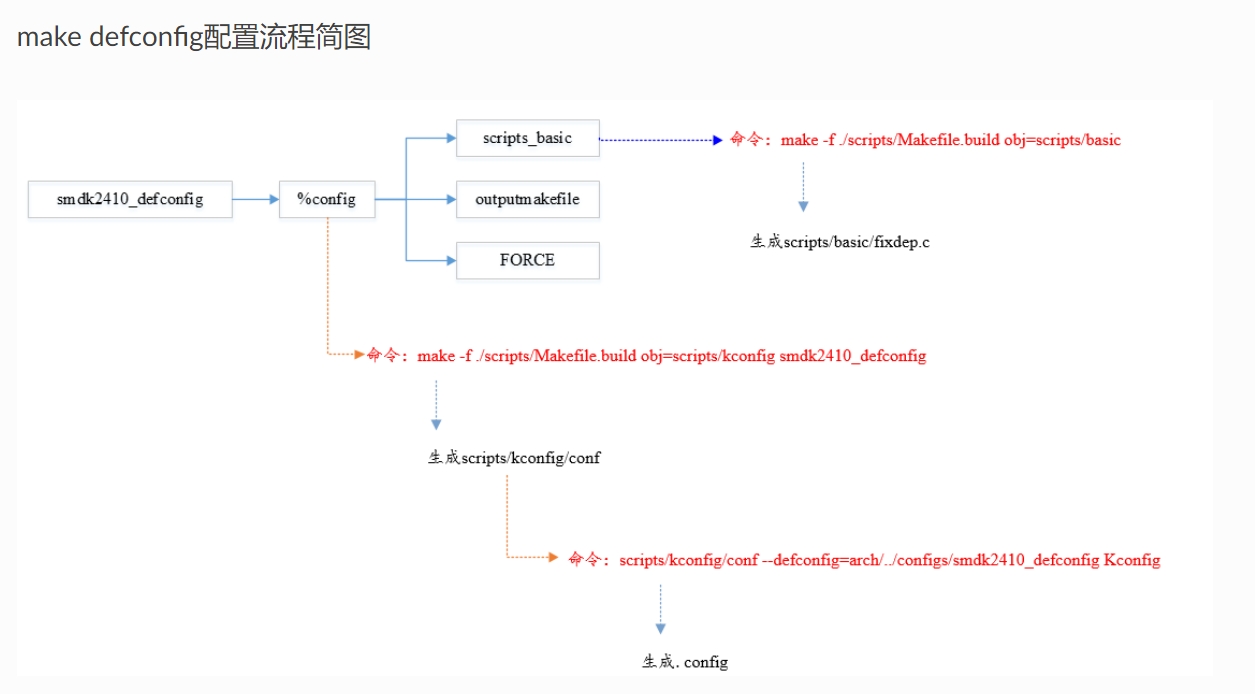 make defconfig配置流程简图
scripts_basic
命令：make -f ./scripts/Makefile.build obj=scripts/basic
smdk2410_defconfig
%config
outputmakefile
生成scripts/basic/fixdep.c
FORCE
命令：make -f ./scripts/Makefile.build obj=scripts/kconfig smdk2410_defconfig
生成scripts/kconfig/conf
命令：scripts/kconfig/conf --defconfig=arch/../configs/smdk2410_defconfig Kconfig
生成. config